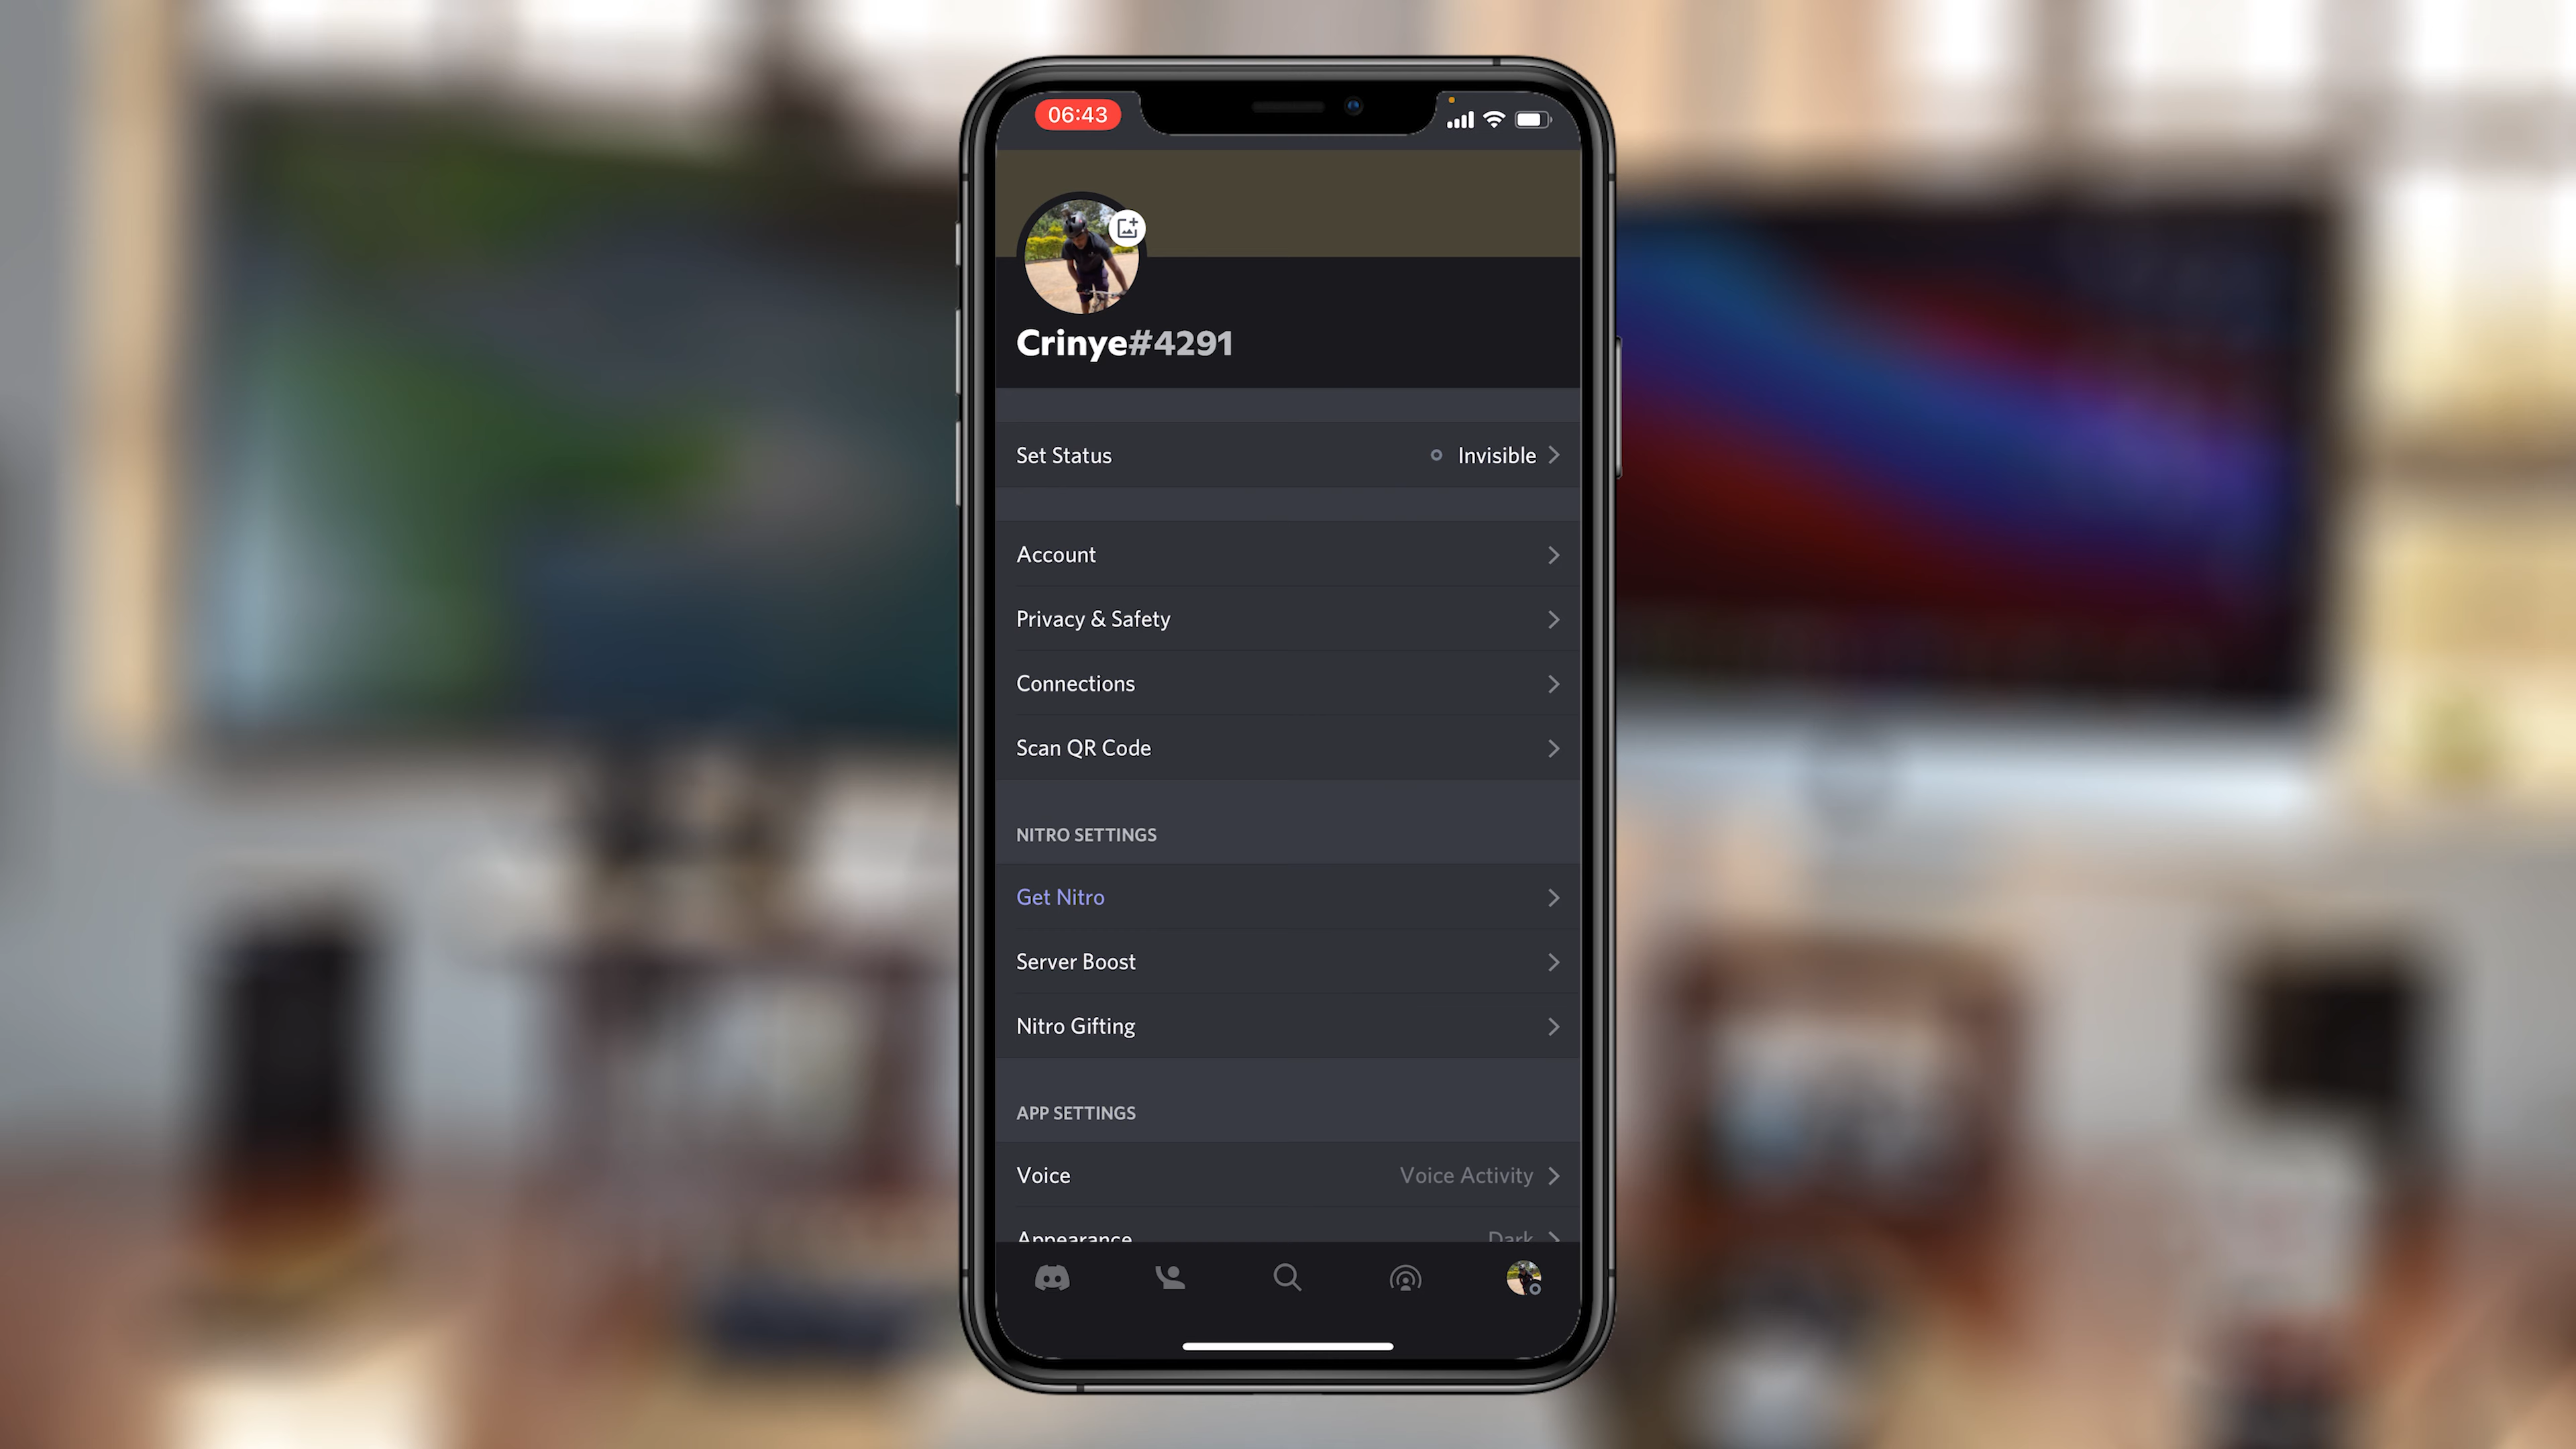 06:43
Crinye#4291
Set Status Invisible
Account
Privacy & Safety
Connections
Scan QR Code
NITRO SETTINGS
Get Nitro
Server Boost
Nitro Gifting
APP SETTINGS
Voice Voice Activity
Appearance Dark